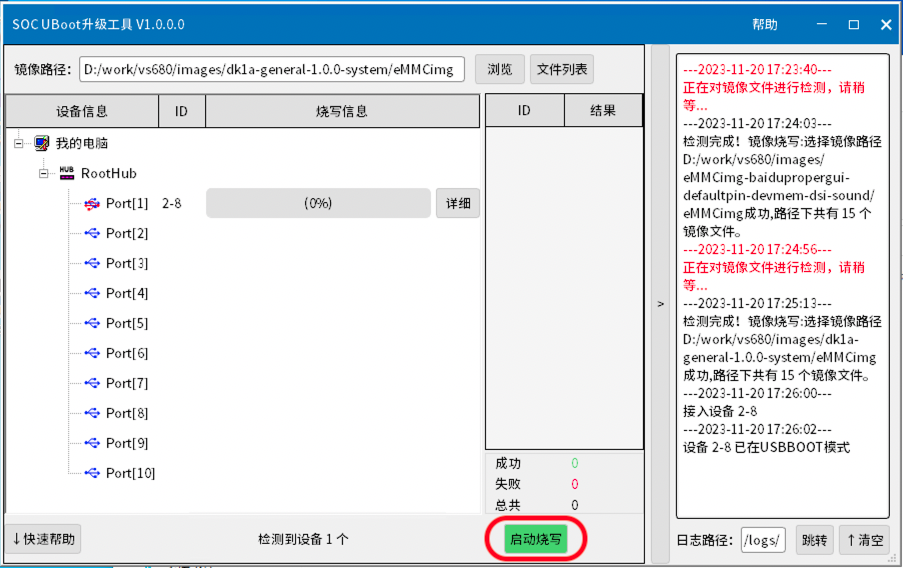 SOC UBoot升级工具 V1.0.0.0
帮助
镜像路径：
D:/work/vs680/images/dk1a-general-1.0.0-system/eMMCimg
浏览
文件列表
设备信息
ID
烧写信息
ID
结果
我的电脑
HUB
RootHub
Port[1]
2-8
(0%)
详细
Port[2]
Port[3]
Port[4]
Port[5]
Port[6]
Port[7]
Port[8]
Port[9]
Port[10]
成功
0
失败
0
总共
0
>
---2023-11-20 17:23:40---
正在对镜像文件进行检测，请稍
等...
---2023-11-20 17:24:03---
检测完成！镜像烧写:选择镜像路径
D:/work/vs680/images/
eMMCimg-baidupropergui-
defaultpin-devmem-dsi-sound/
eMMCimg成功,路径下共有 15 个
镜像文件。
---2023-11-20 17:24:56---
正在对镜像文件进行检测，请稍
等...
---2023-11-20 17:25:13---
检测完成！镜像烧写:选择镜像路径
D:/work/vs680/images/dk1a-
general-1.0.0-system/eMMCimg
成功,路径下共有 15 个镜像文件。
---2023-11-20 17:26:00---
接入设备 2-8
---2023-11-20 17:26:02---
设备 2-8 已在USBBOOT模式
↓快速帮助
检测到设备 1 个
启动烧写
日志路径：
/logs/
跳转
↑清空